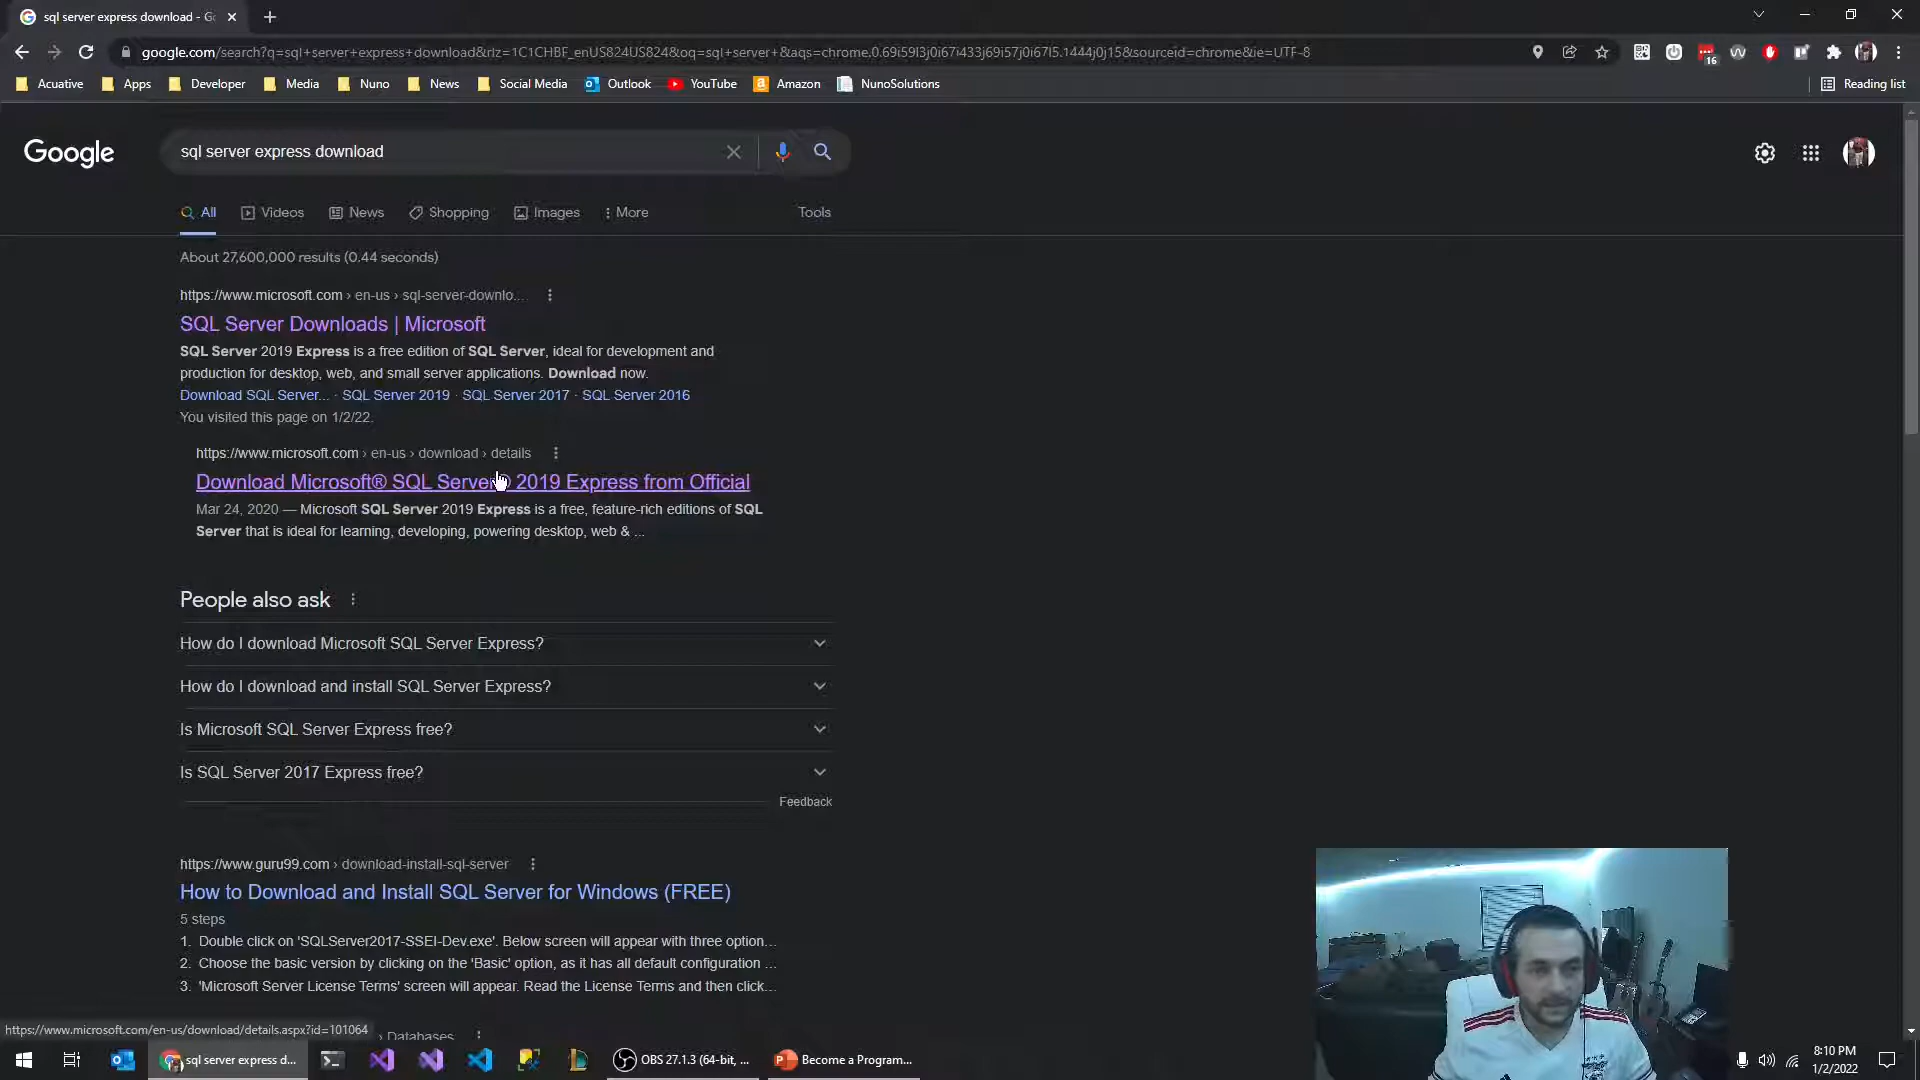 sql server express download - Go
google.com/search?q=sql+server+express+download&rlz=1C1CHBF_enUS824US824&oq=sql+server+&aqs=chrome.0.69i59l3j0i67i433j69i57j0i67l5.1444j0j15&sourceid=chrome&ie=UTF-8
16
Acuative
Apps
Developer
Media
Nuno
News
Social Media
Outlook
YouTube
Amazon
NunoSolutions
Reading list
Google
sql server express download
All
Videos
News
Shopping
Images
More
Tools
About 27,600,000 results (0.44 seconds)
https://www.microsoft.com › en-us › sql-server-downlo...
SQL Server Downloads | Microsoft
SQL Server 2019 Express is a free edition of SQL Server, ideal for development and
production for desktop, web, and small server applications. Download now.
Download SQL Server... · SQL Server 2019 · SQL Server 2017 · SQL Server 2016
You visited this page on 1/2/22.
https://www.microsoft.com › en-us › download › details
Download Microsoft® SQL Server® 2019 Express from Official
Mar 24, 2020 — Microsoft SQL Server 2019 Express is a free, feature-rich editions of SQL
Server that is ideal for learning, developing, powering desktop, web & ...
People also ask
How do I download Microsoft SQL Server Express?
How do I download and install SQL Server Express?
Is Microsoft SQL Server Express free?
Is SQL Server 2017 Express free?
Feedback
https://www.guru99.com › download-install-sql-server
How to Download and Install SQL Server for Windows (FREE)
5 steps
1. Double click on 'SQLServer2017-SSEI-Dev.exe'. Below screen will appear with three option...
2. Choose the basic version by clicking on the 'Basic' option, as it has all default configuration ...
3. 'Microsoft Server License Terms' screen will appear. Read the License Terms and then click...
https://www.microsoft.com/en-us/download/details.aspx?id=101064
› Databases
sql server express d...
OBS 27.1.3 (64-bit, ...
Become a Program...
8:10 PM
1/2/2022